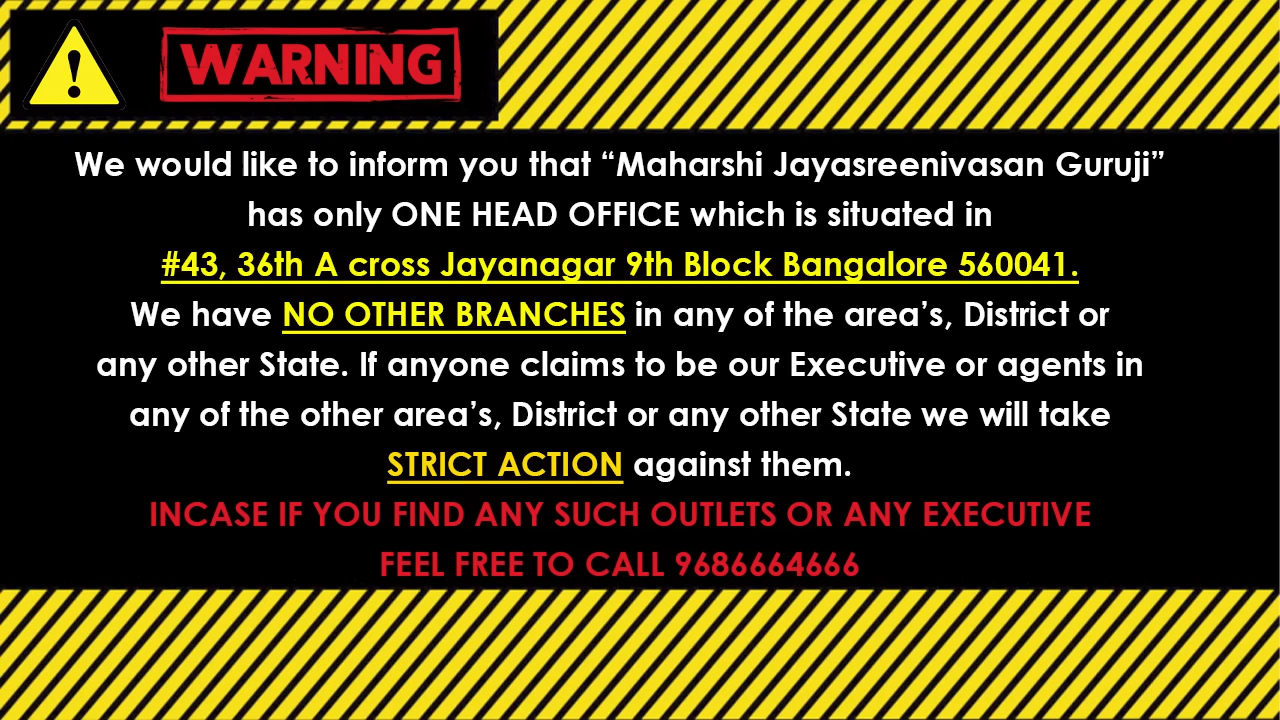 WARNING
We would like to inform you that “Maharshi Jayasreenivasan Guruji”
has only ONE HEAD OFFICE which is situated in
#43, 36th A cross Jayanagar 9th Block Bangalore 560041.
We have NO OTHER BRANCHES in any of the area’s, District or
any other State. If anyone claims to be our Executive or agents in
any of the other area’s, District or any other State we will take
STRICT ACTION against them.
INCASE IF YOU FIND ANY SUCH OUTLETS OR ANY EXECUTIVE
FEEL FREE TO CALL 9686664666